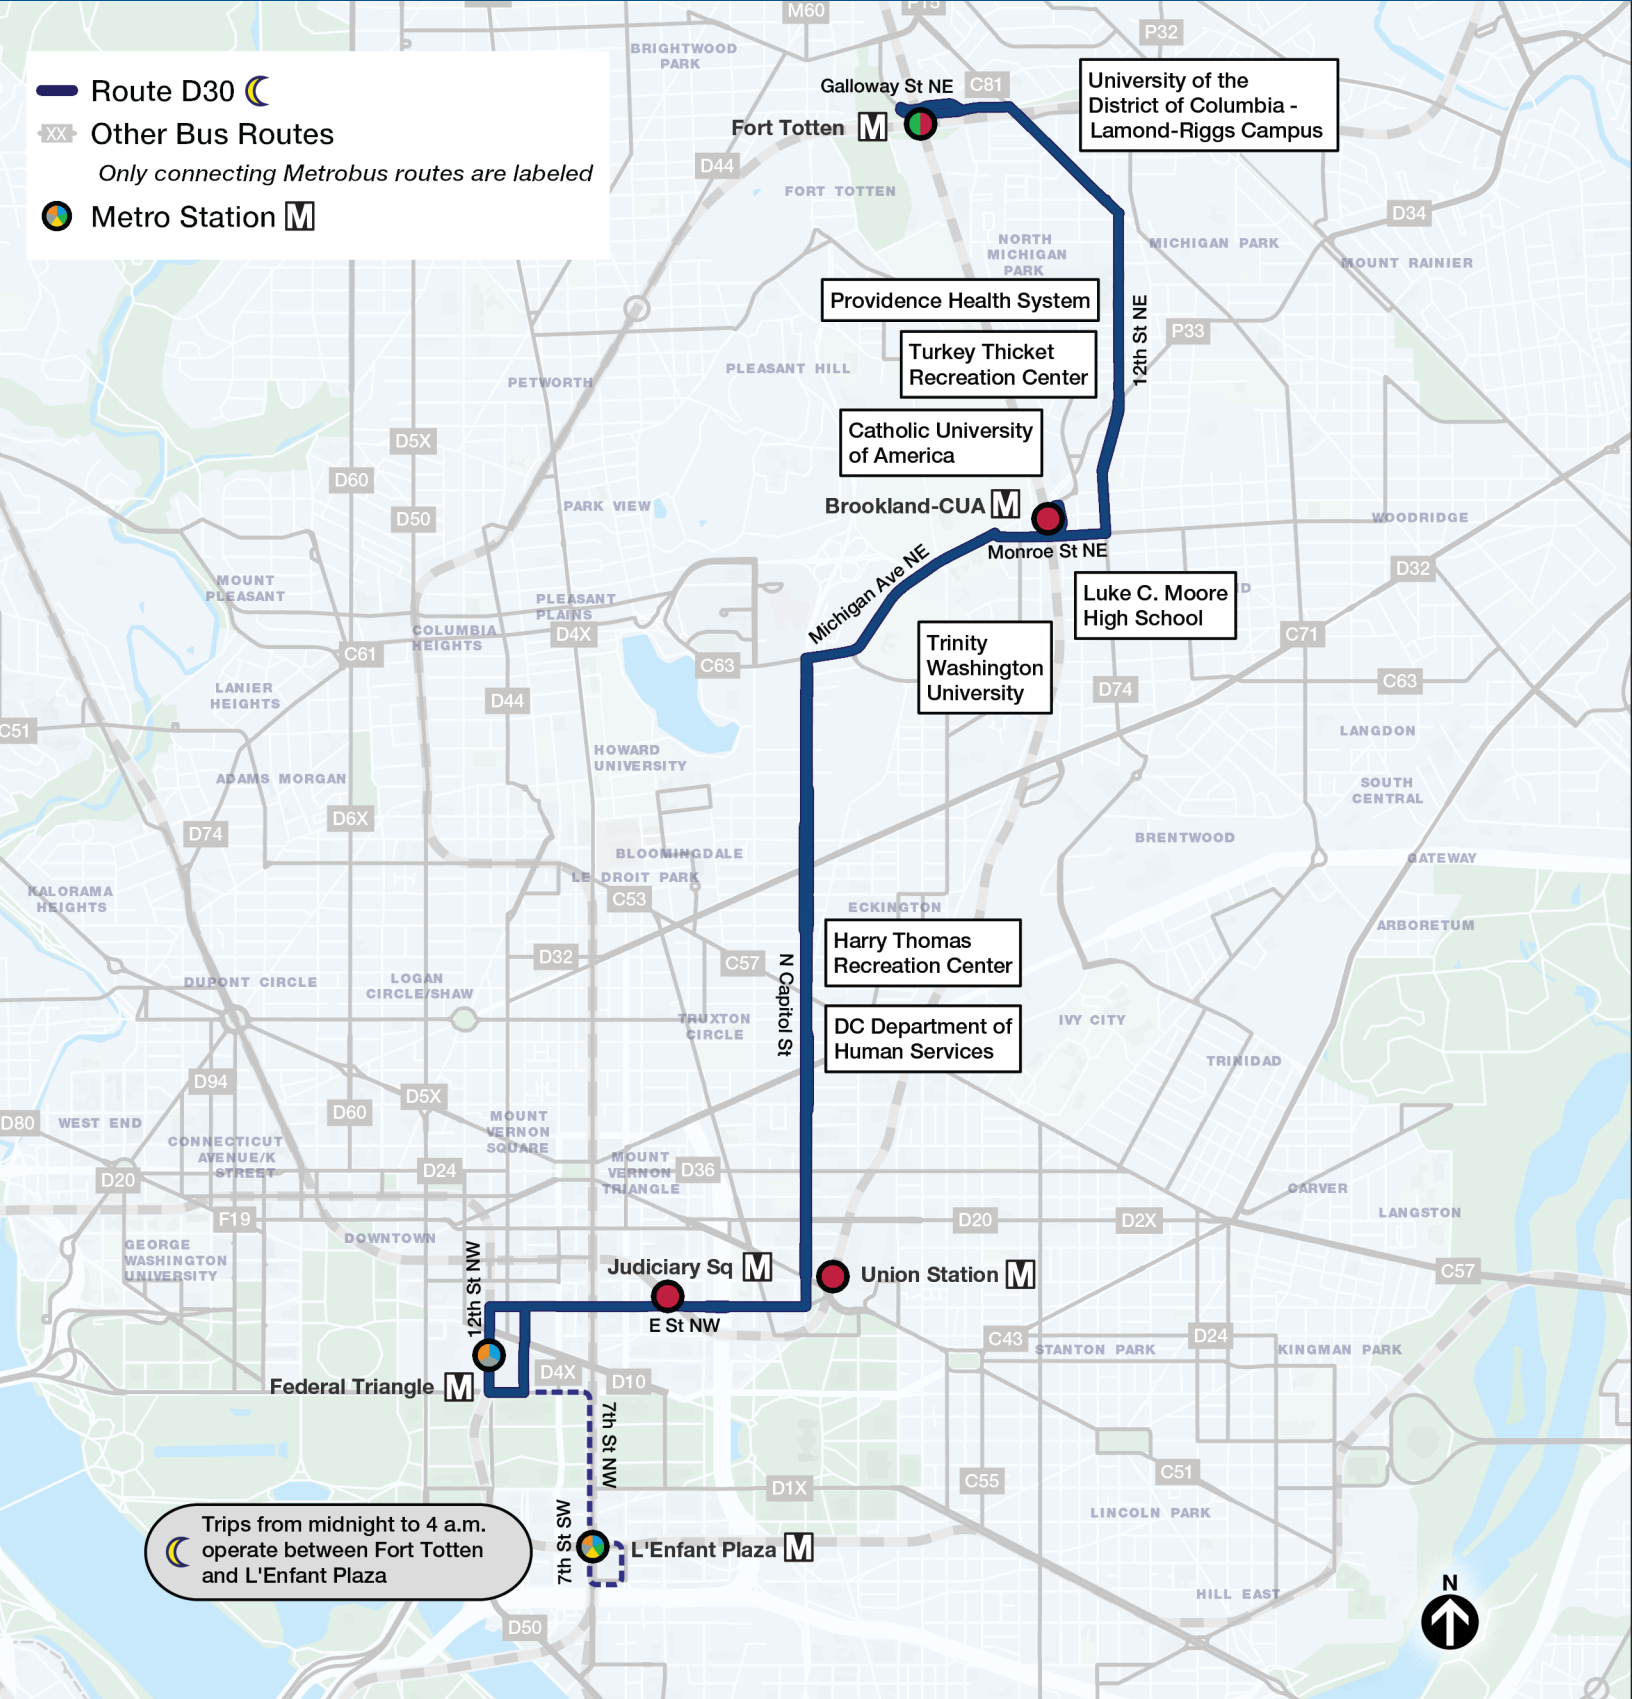 M60
P15
P32
BRIGHTWOOD
PARK
Route D30
XX Other Bus Routes
Only connecting Metrobus routes are labeled
Metro Station M
Galloway St NE
C81
Fort Totten M
University of the
District of Columbia -
Lamond-Riggs Campus
D44
FORT TOTTEN
D34
NORTH
MICHIGAN
PARK
MICHIGAN PARK
MOUNT RAINIER
Providence Health System
12th St NE
P33
Turkey Thicket
Recreation Center
PLEASANT HILL
PETWORTH
Catholic University
of America
D5X
D60
D50
PARK VIEW
Brookland-CUA M
WOODRIDGE
Monroe St NE
Michigan Ave NE
D32
MOUNT
PLEASANT
PLEASANT
PLAINS
Luke C. Moore
High School
D
COLUMBIA
HEIGHTS
D4X
C61
C63
Trinity
Washington
University
C71
D74
C63
LANIER
HEIGHTS
D44
C51
LANGDON
HOWARD
UNIVERSITY
ADAMS MORGAN
SOUTH
CENTRAL
D6X
D74
BRENTWOOD
BLOOMINGDALE
GATEWAY
LE DROIT PARK
KALORAMA
HEIGHTS
C53
ECKINGTON
ARBORETUM
Harry Thomas
Recreation Center
D32
C57
N Capitol St
DUPONT CIRCLE
LOGAN
CIRCLE/SHAW
TRUXTON
CIRCLE
DC Department of
Human Services
IVY CITY
TRINIDAD
D94
D5X
D60
D80
WEST END
MOUNT
VERNON
SQUARE
CONNECTICUT
AVENUE/K
STREET
D24
MOUNT
VERNON
TRIANGLE
D36
D20
CARVER
LANGSTON
F19
D20
D2X
DOWNTOWN
GEORGE
WASHINGTON
UNIVERSITY
12th St NW
Judiciary Sq M
Union Station M
C57
E St NW
C43
STANTON PARK
D24
KINGMAN PARK
Federal Triangle M
D4X
D10
7th St NW
D1X
C55
C51
LINCOLN PARK
Trips from midnight to 4 a.m.
operate between Fort Totten
and L'Enfant Plaza
7th St SW
L'Enfant Plaza M
HILL EAST
N
D50